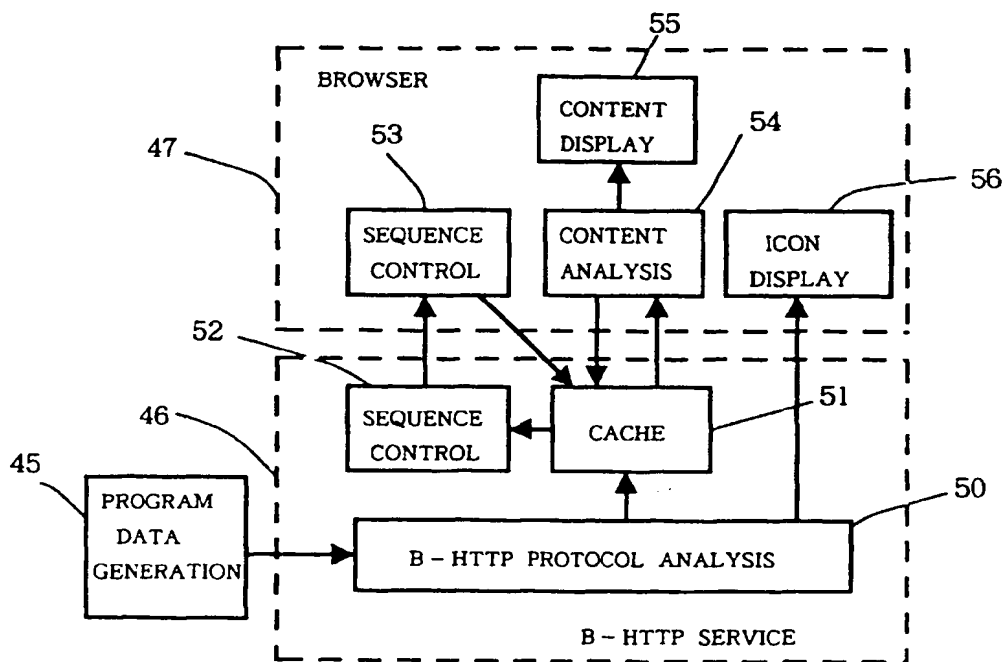 55
BROWSER
CONTENT
DISPLAY
53
54
47
56
SEQUENCE
CONTROL
CONTENT
ANALYSIS
ICON
DISPLAY
52
46
SEQUENCE
CONTROL
CACHE
51
45
PROGRAM
DATA
GENERATION
50
B-HTTP PROTOCOL ANALYSIS
B-HTTP SERVICE